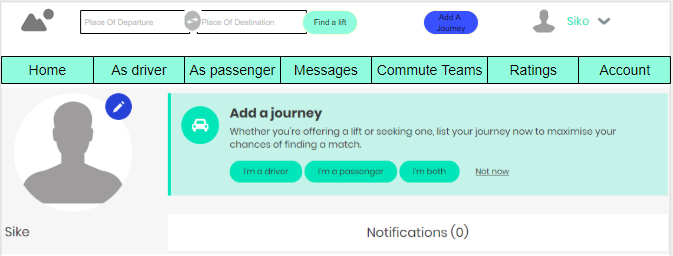 Place Of Departure
Place Of Destination
Find a lift
Add A
Journey
Sike
Home
As driver
As passenger
Messages
Commute Teams
Ratings
Account
Add a journey
Whether you're offering a lift or seeking one, list your journey now to maximise your
chances of finding a match.
I'm a driver
I'm a passenger
I'm both
Not now
Sike
Notifications (0)